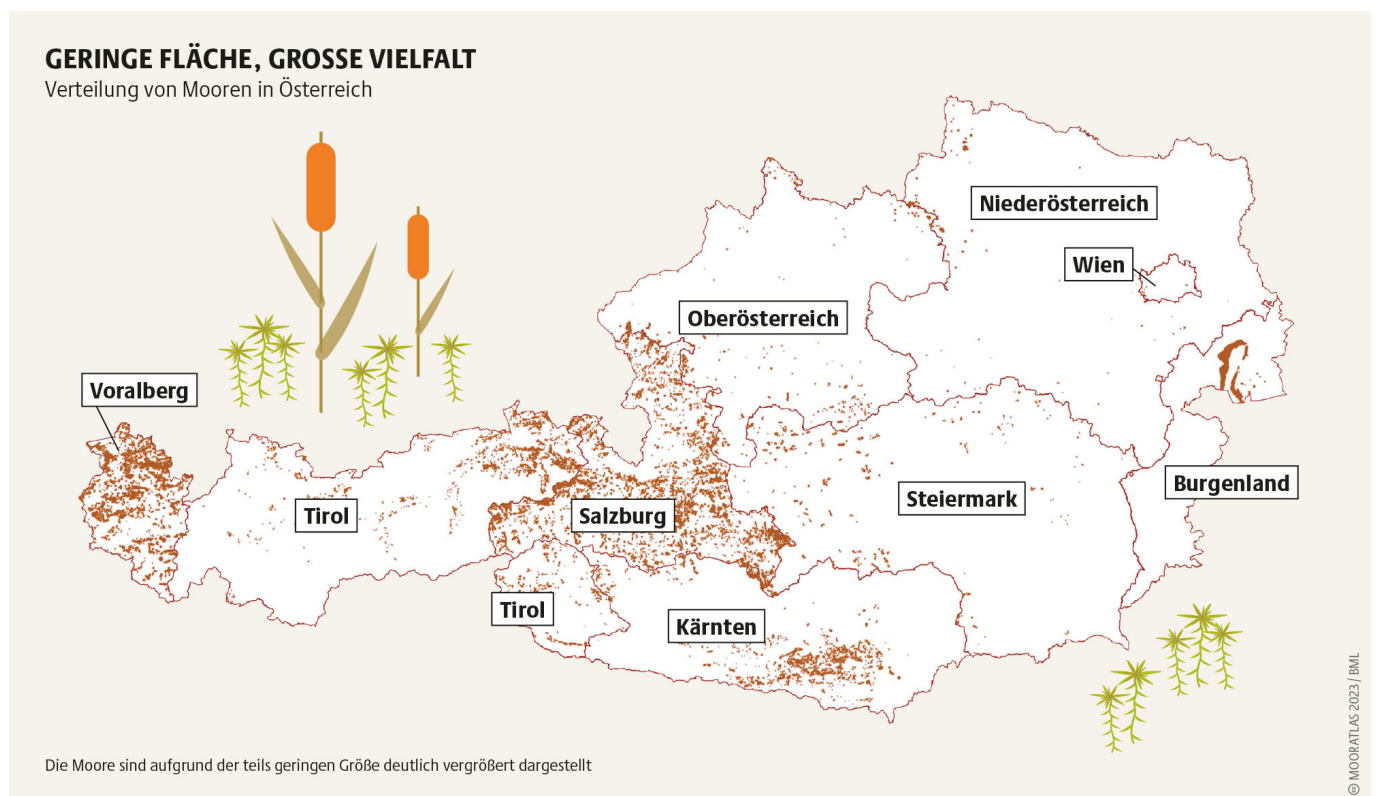 GERINGE FLÄCHE, GROSSE VIELFALT
Verteilung von Mooren in Österreich
Niederösterreich
Wien
Oberösterreich
Voralberg
Burgenland
Steiermark
Tirol
Salzburg
Tirol
Kärnten
Die Moore sind aufgrund der teils geringen Größe deutlich vergrößert dargestellt
cc MOORATLAS 2023 / BML